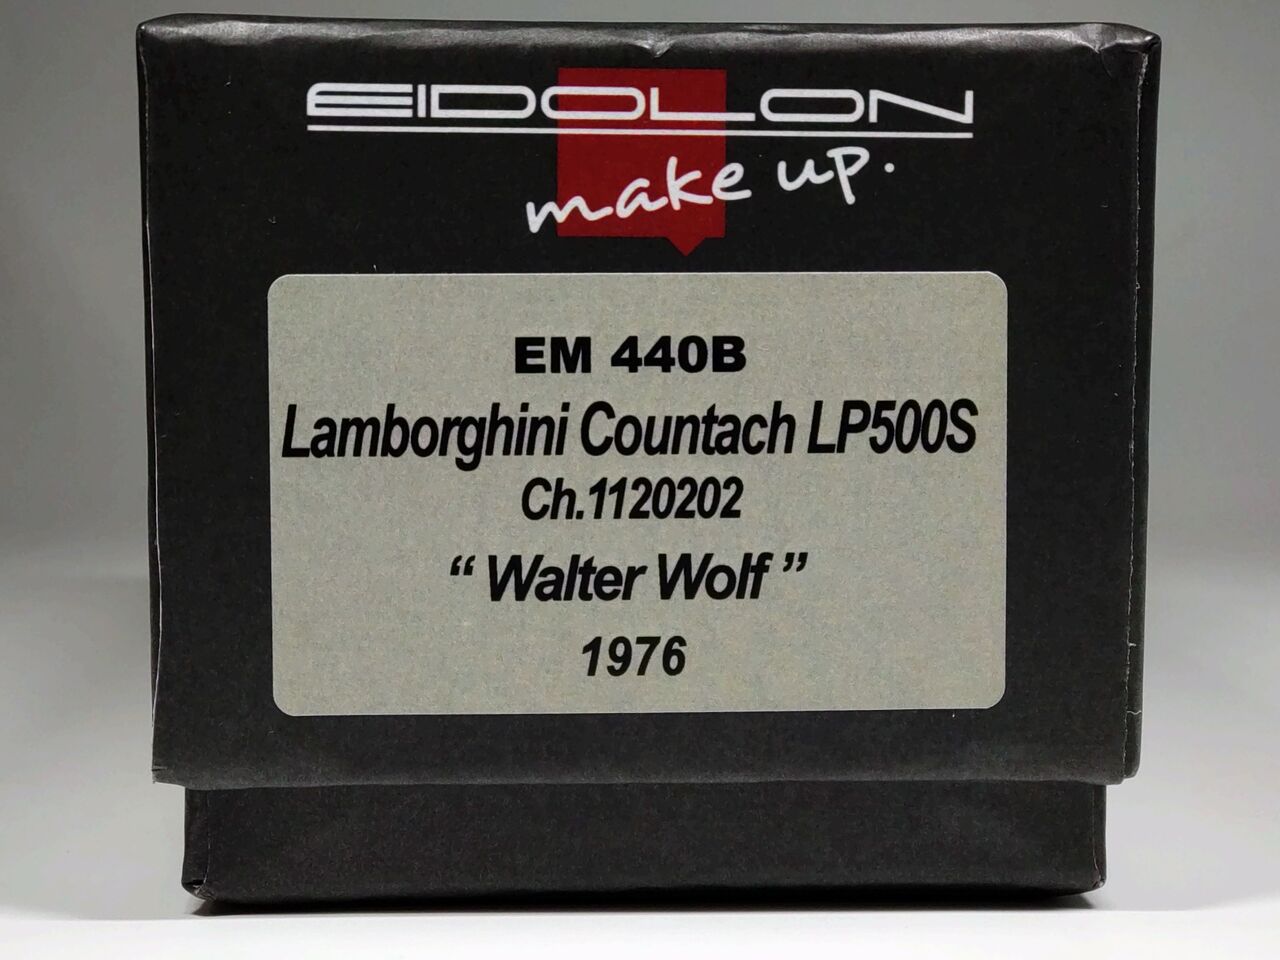 EIDOLON
make up.
EM 440B
Lamborghini Countach LP500S
Ch.1120202
“ Walter Wolf ”
1976